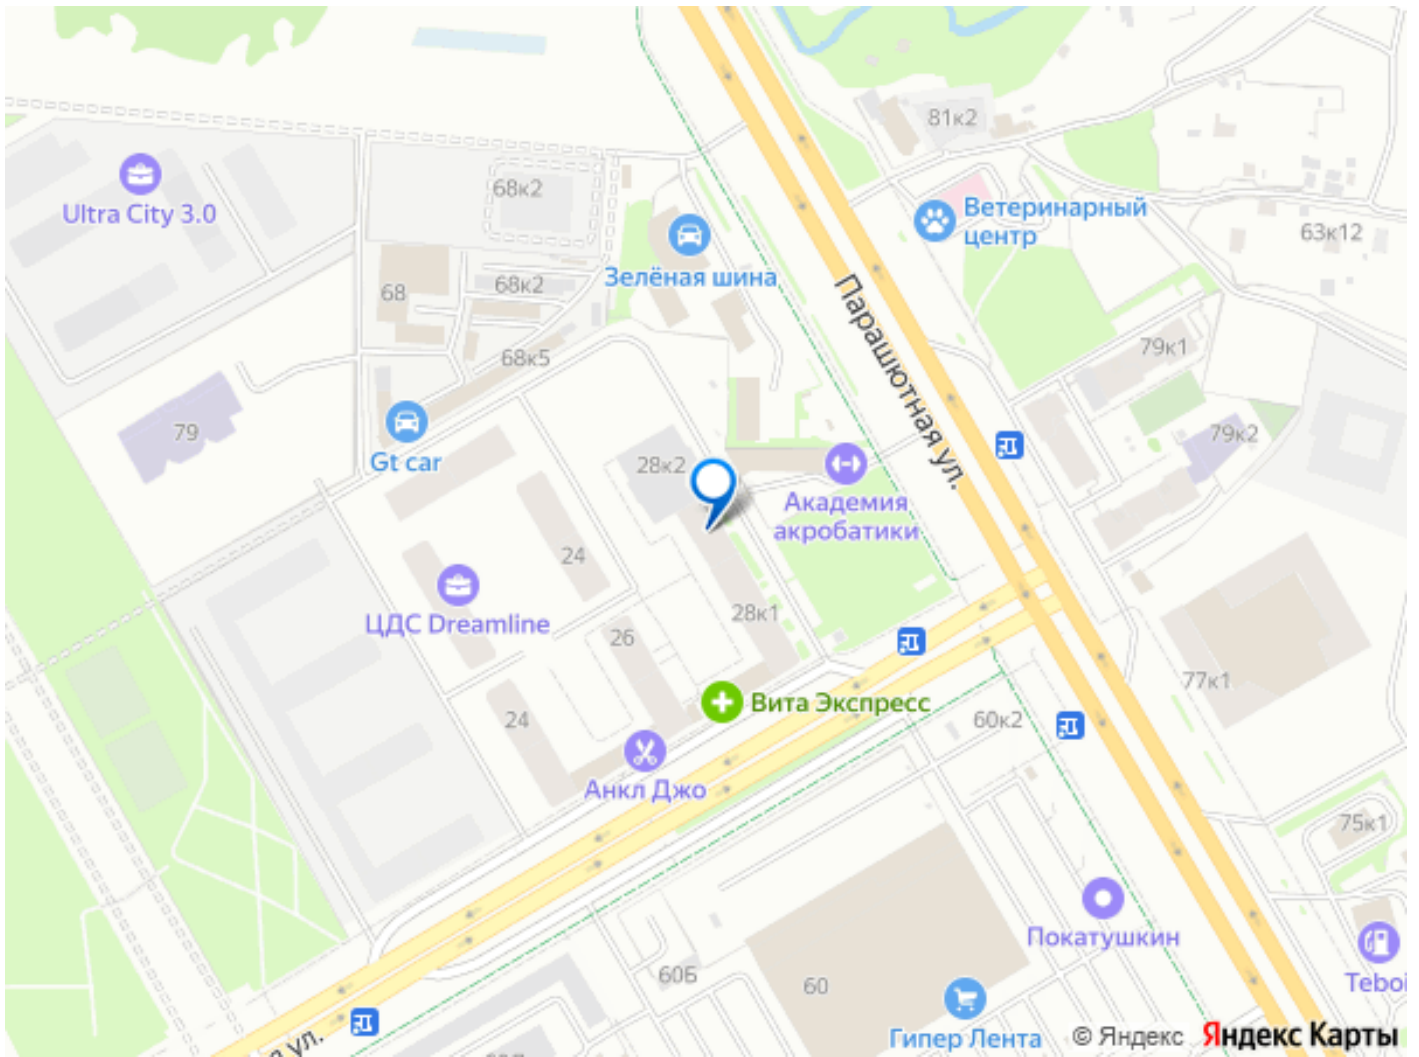 81к2
Ultra City 3.0
68к2
Ветеринарный
центр
63к12
Зелёная шина
68
68к2
Парашютная ул.
79к1
68к5
79
79к2
Gt car
28к2
Академия
акробатики
24
ЦДС Dreamline
28к1
26
77к1
Вита Экспресс
24
60к2
Анкл Джо
75к1
Покатушкин
60Б
60
Teboi
Гипер Лента
ул.
© Яндекс Яндекс Карты